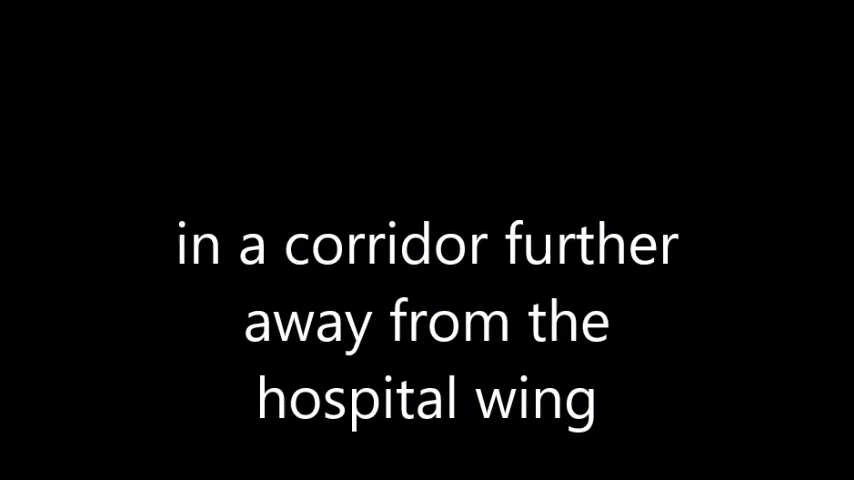 in a corridor further
away from the
hospital wing